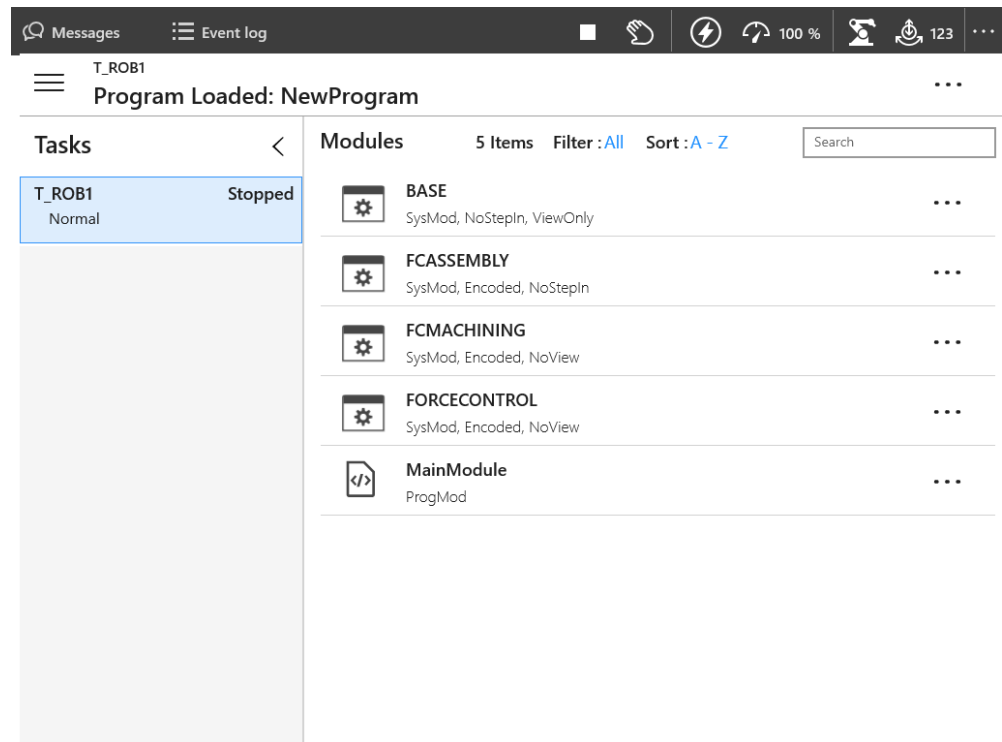 Messages
Event log
100 %
123
T_ROB1
Program Loaded: NewProgram
Tasks
T_ROB1 Stopped
Normal
Modules 5 Items Filter : All Sort : A - Z Search
BASE
SysMod, NoStepIn, ViewOnly
FCASSEMBLY
SysMod, Encoded, NoStepIn
FCMACHINING
SysMod, Encoded, NoView
FORCECONTROL
SysMod, Encoded, NoView
MainModule
ProgMod